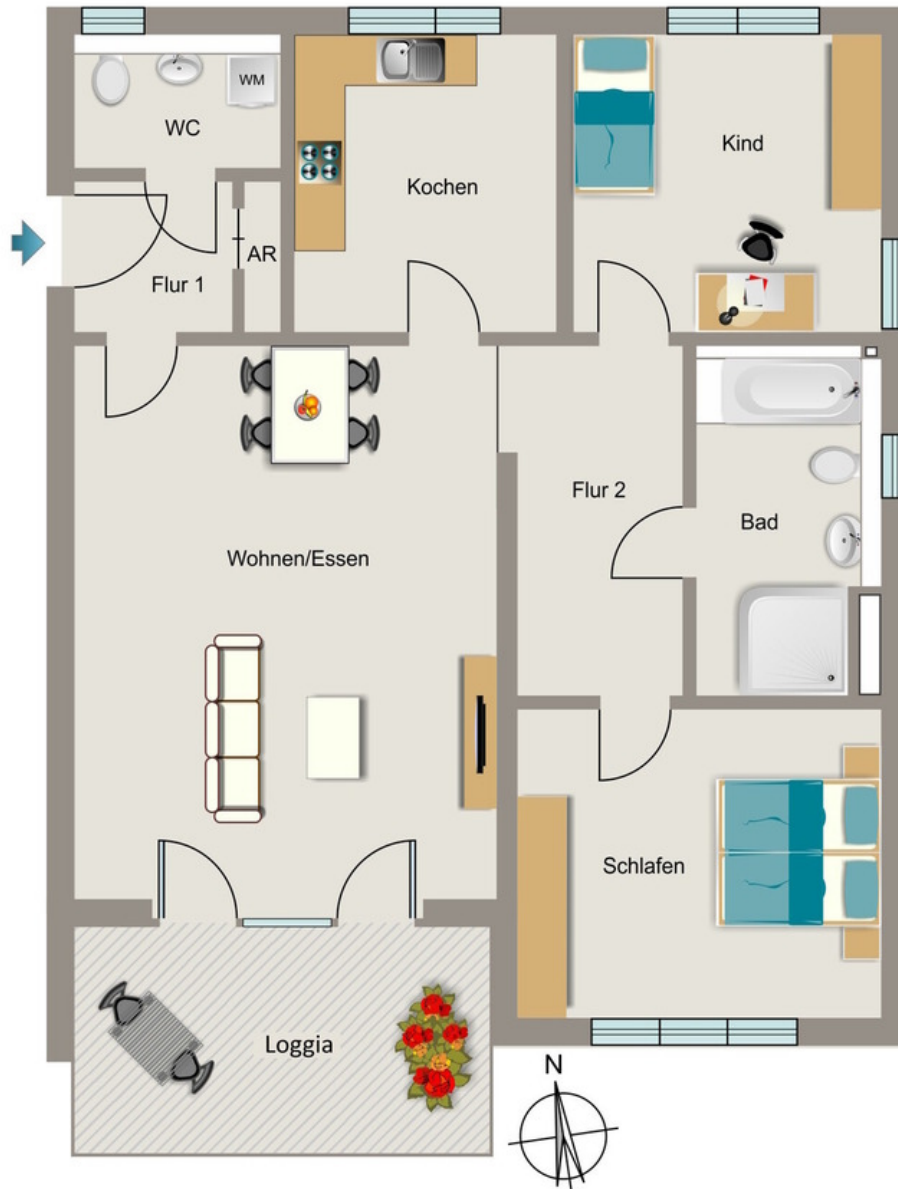 WM
WC
Kind
Kochen
AR
Flur 1
Flur 2
Bad
Wohnen/Essen
Schlafen
Loggia
N